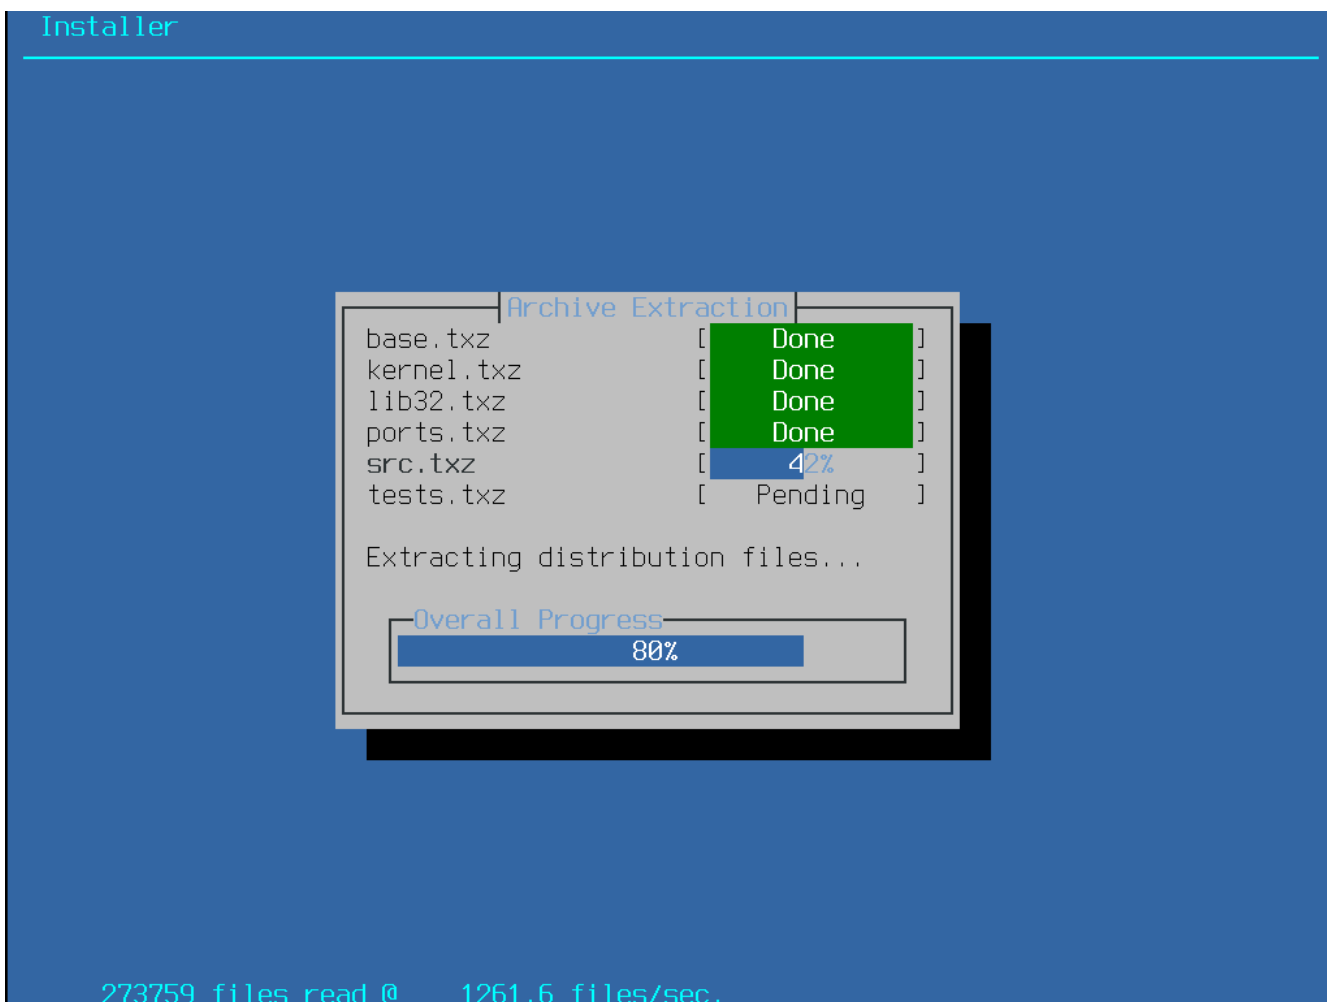 Installer
Archive Extraction
base.txz [ Done ]
kernel.txz [ Done ]
lib32.txz [ Done ]
ports.txz [ Done ]
src.txz [ 42% ]
tests.txz [ Pending ]
Extracting distribution files...
Overall Progress
80%
273759 files read @ 1261.6 files/sec.